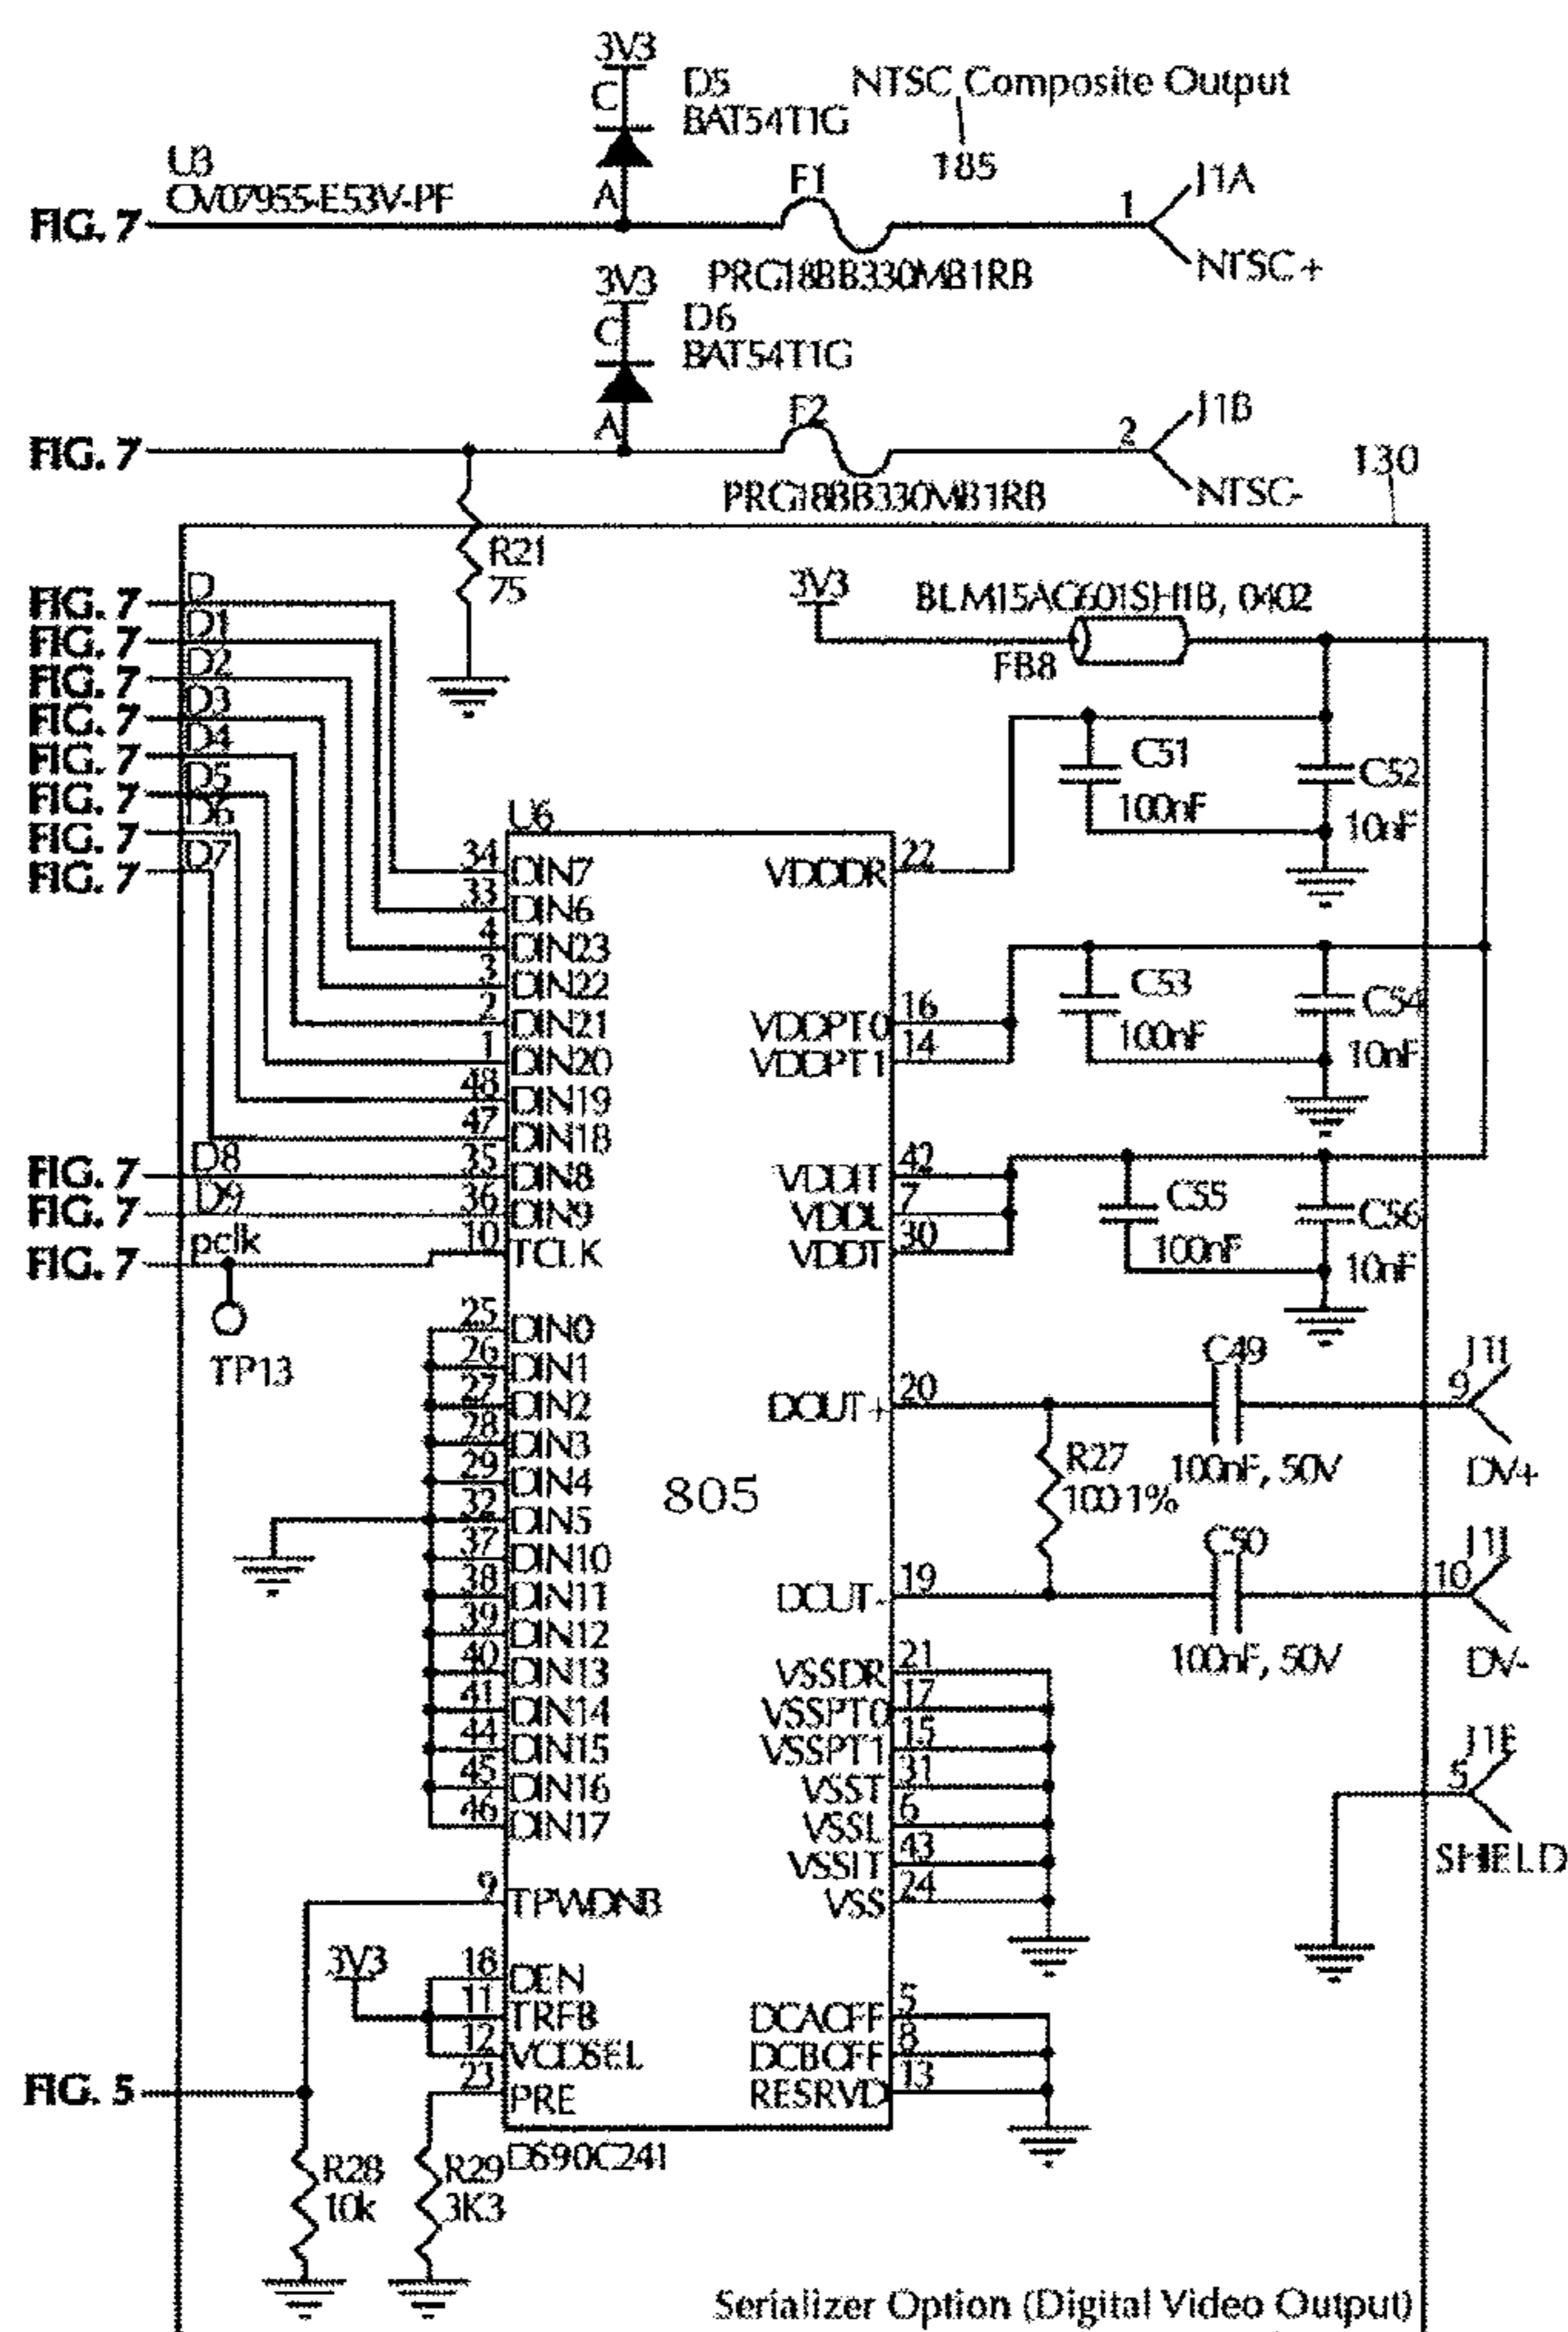 3V3
C
D5
BAT54T1G
NTSC Composite Output
185
U3
OV07955-E53V-PF
A
F1
1
J1A
FIG. 7
PRG18BB330MB1RB
NTSC+
3V3
C
D6
BAT54T1G
A
F2
2
J1B
FIG. 7
PRG18BB330MB1RB
NTSC-
130
R21
75
3V3
BLM15AG601SH1B, 0402
FB8
FIG. 7 D
FIG. 7 D1
FIG. 7 D2
FIG. 7 D3
FIG. 7 D4
FIG. 7 D5
FIG. 7 D6
FIG. 7 D7
C51
100nF
C52
10nF
U6
34 DIN7
VDDDR 22
33 DIN6
4 DIN23
3 DIN22
2 DIN21
1 DIN20
48 DIN19
47 DIN18
C53
100nF
C54
10nF
VDDPT0 16
VDDPT1 14
FIG. 7 D8 35 DIN8
FIG. 7 D9 36 DIN9
FIG. 7 pclk 10 TCLK
TP13
VDDIT 42
VDDL 7
VDDT 30
C55
100nF
C56
10nF
25 DIN0
26 DIN1
27 DIN2
28 DIN3
29 DIN4
32 DIN5
37 DIN10
38 DIN11
39 DIN12
40 DIN13
41 DIN14
44 DIN15
45 DIN16
46 DIN17
805
DOUT+ 20
C49
100nF, 50V
9
J1I
DV+
R27
100 1%
DOUT- 19
C50
100nF, 50V
10
J1J
DV-
VSSDR 21
VSSPT0 17
VSSPT1 15
VSST 31
VSSL 6
VSSIT 43
VSS 24
J1E
5
SHIELD
9 TPWDNB
3V3
18 DEN
11 TRFB
12 VODSEL
23 PRE
DCAOFF 5
DCBOFF 8
RESRVD 13
FIG. 5
DS90C241
R28
10k
R29
3K3
Serializer Option (Digital Video Output)